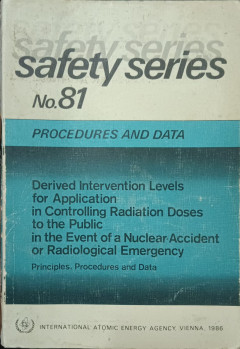 safety series
safety series
safety series
No.81
PROCEDURES AND DATA
Derived Intervention Levels
for Application
in Controlling Radiation Doses
to the Public
in the Event of a Nuclear Accident
or Radiological Emergency
Principles, Procedures and Data
INTERNATIONAL ATOMIC ENERGY AGENCY, VIENNA, 1986